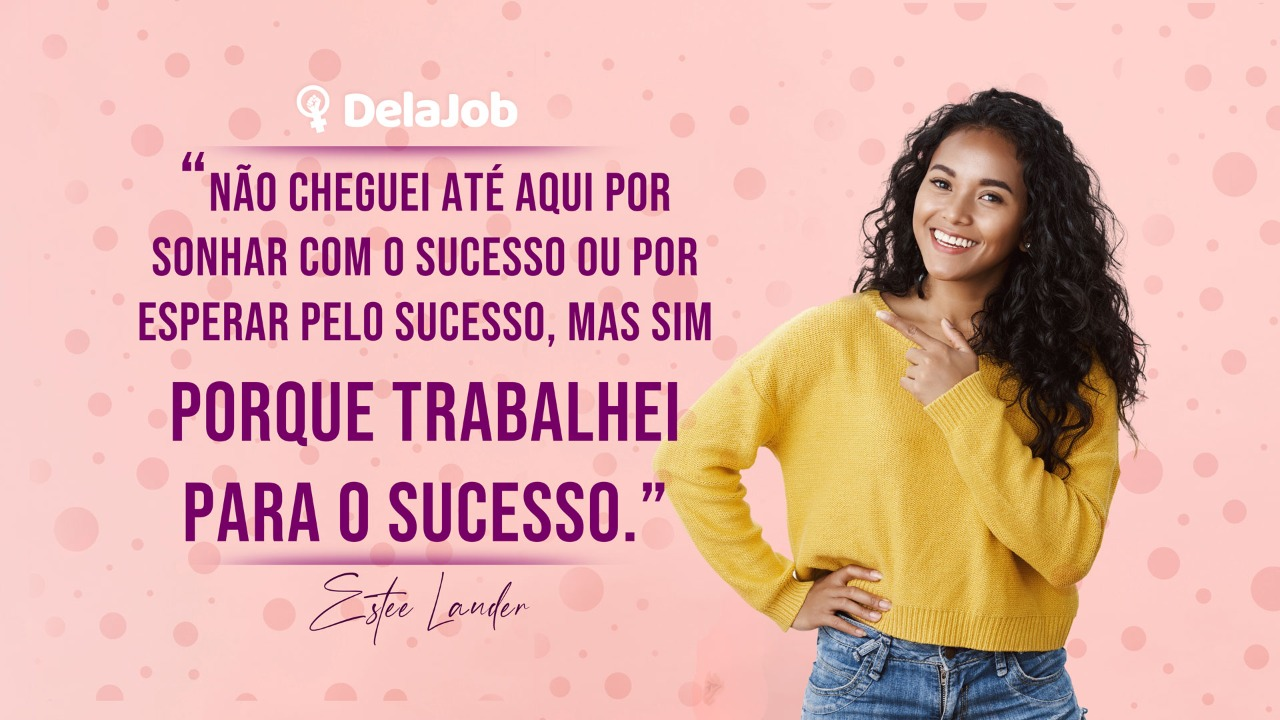 DelaJob
“NÃO CHEGUEI ATÉ AQUI POR
SONHAR COM O SUCESSO OU POR
ESPERAR PELO SUCESSO, MAS SIM
PORQUE TRABALHEI
PARA O SUCESSO.”
Estee Lauder